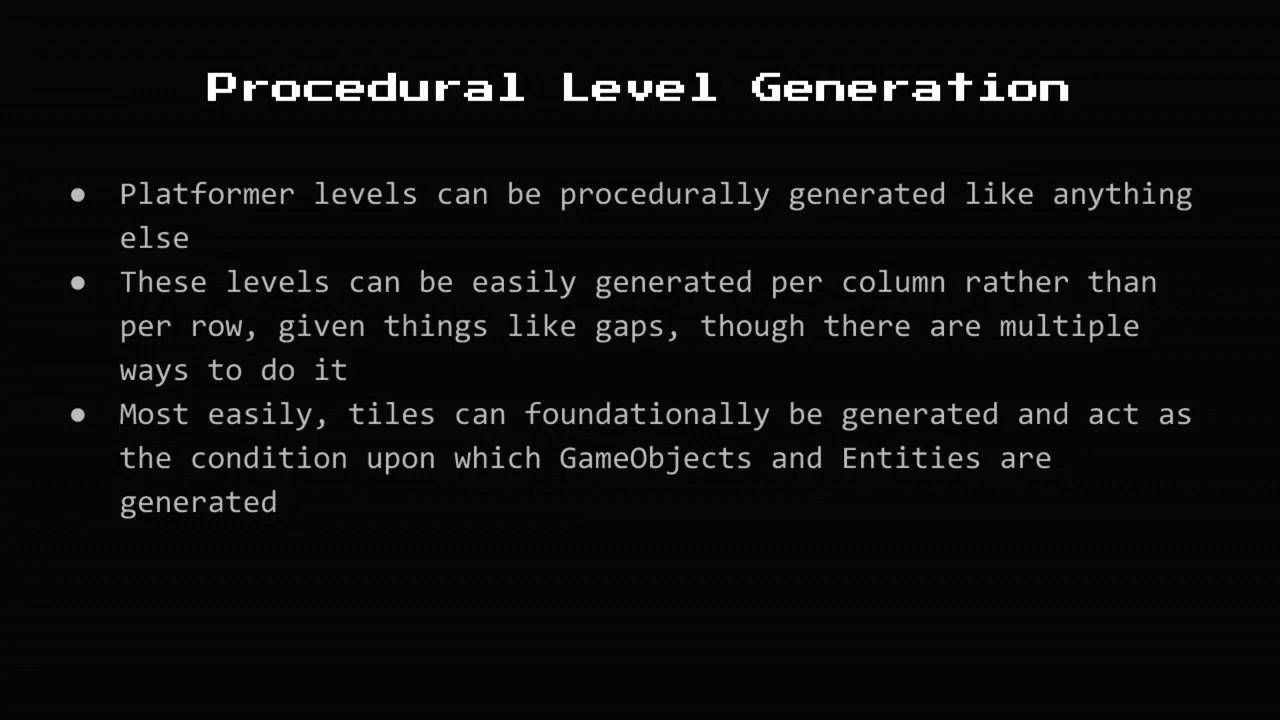 Procedural Level Generation
● Platformer levels can be procedurally generated like anything
else
● These levels can be easily generated per column rather than
per row, given things like gaps, though there are multiple
ways to do it
● Most easily, tiles can foundationally be generated and act as
the condition upon which GameObjects and Entities are
generated